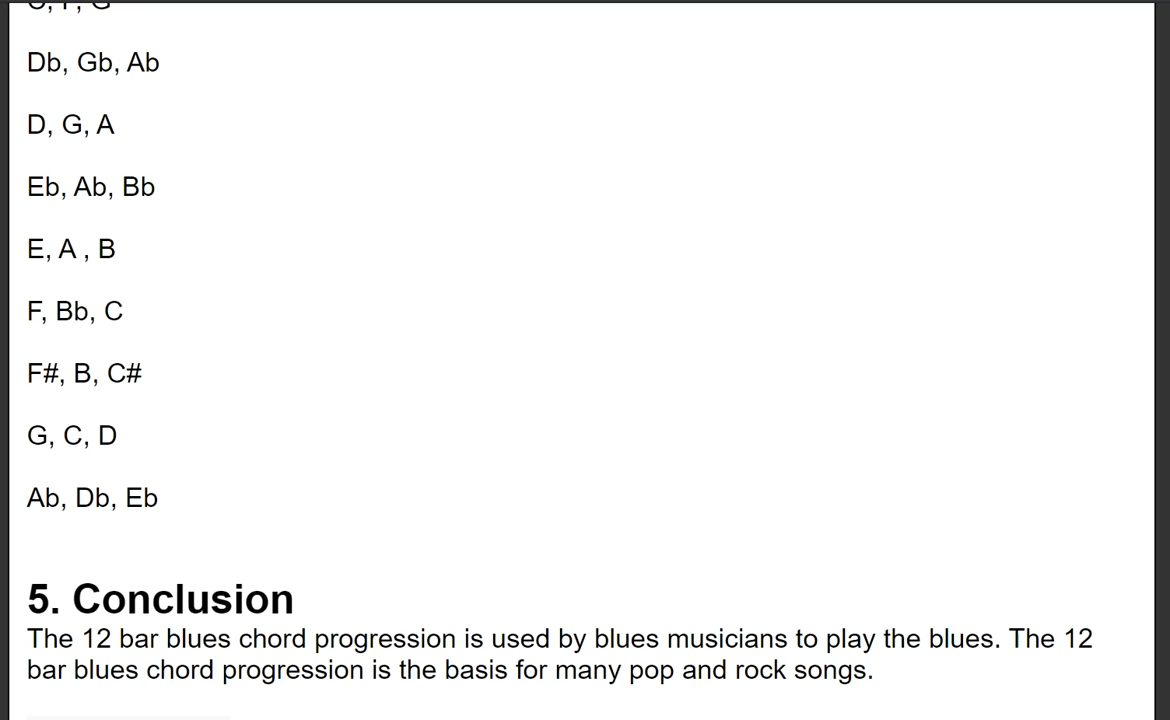 Db, Gb, Ab
D, G, A
Eb, Ab, Bb
E, A , B
F, Bb, C
F#, B, C#
G, C, D
Ab, Db, Eb
5. Conclusion
The 12 bar blues chord progression is used by blues musicians to play the blues. The 12
bar blues chord progression is the basis for many pop and rock songs.